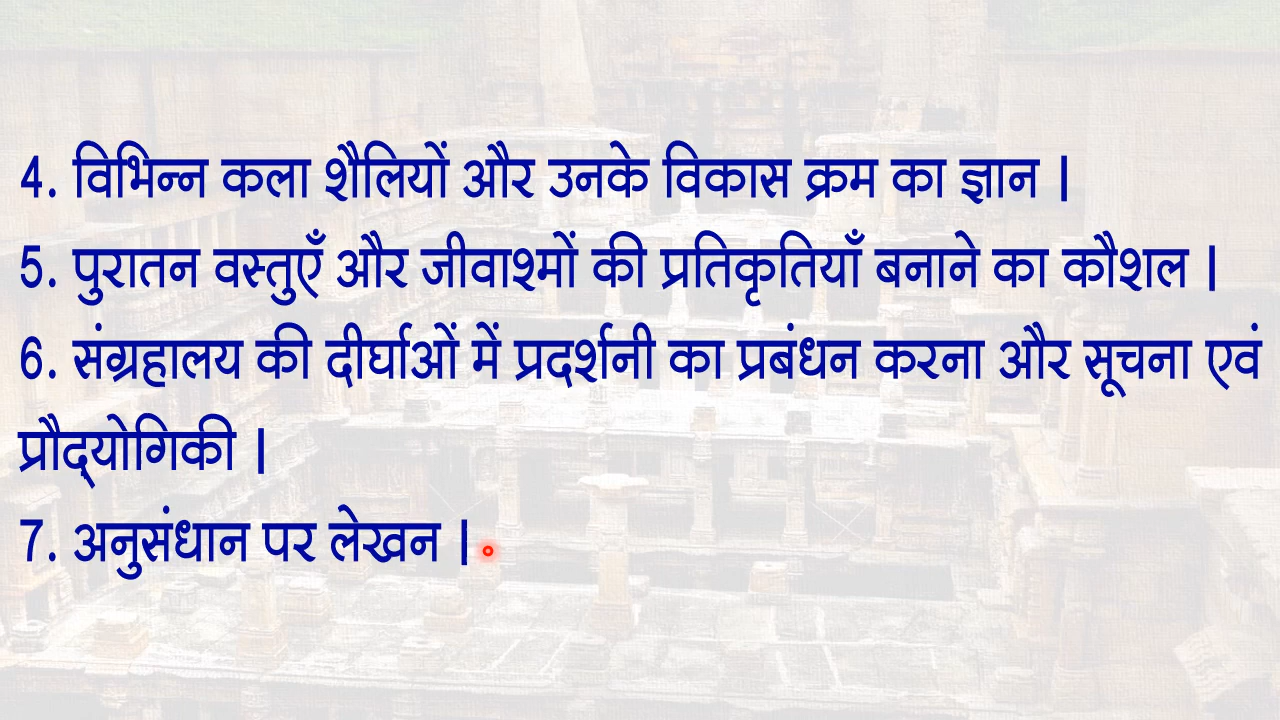 4. विभिन्न कला शैलियों और उनके विकास क्रम का ज्ञान |
5. पुरातन वस्तुएँ और जीवाश्मों की प्रतिकृतियाँ बनाने का कौशल |
6. संग्रहालय की दीर्घाओं में प्रदर्शनी का प्रबंधन करना और सूचना एवं
प्रौद्योगिकी |
7. अनुसंधान पर लेखन |